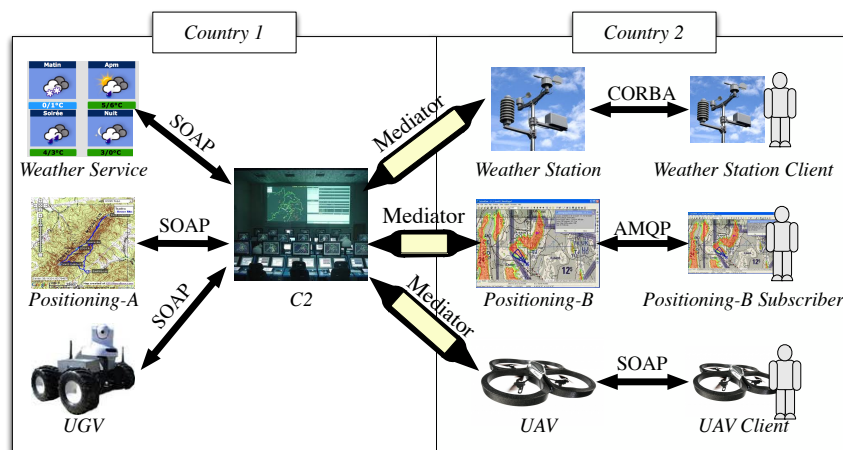 Country 1
Country 2
Matin
Apm
0/1°C
5/6°C
Soirée
Nuit
4/3°C
3/0°C
Weather Service
SOAP
Mediator
Weather Station
CORBA
Weather Station Client
Positioning-A
SOAP
C2
Mediator
Positioning-B
12
AMQP
Positioning-B Subscriber
UGV
SOAP
Mediator
UAV
SOAP
UAV Client